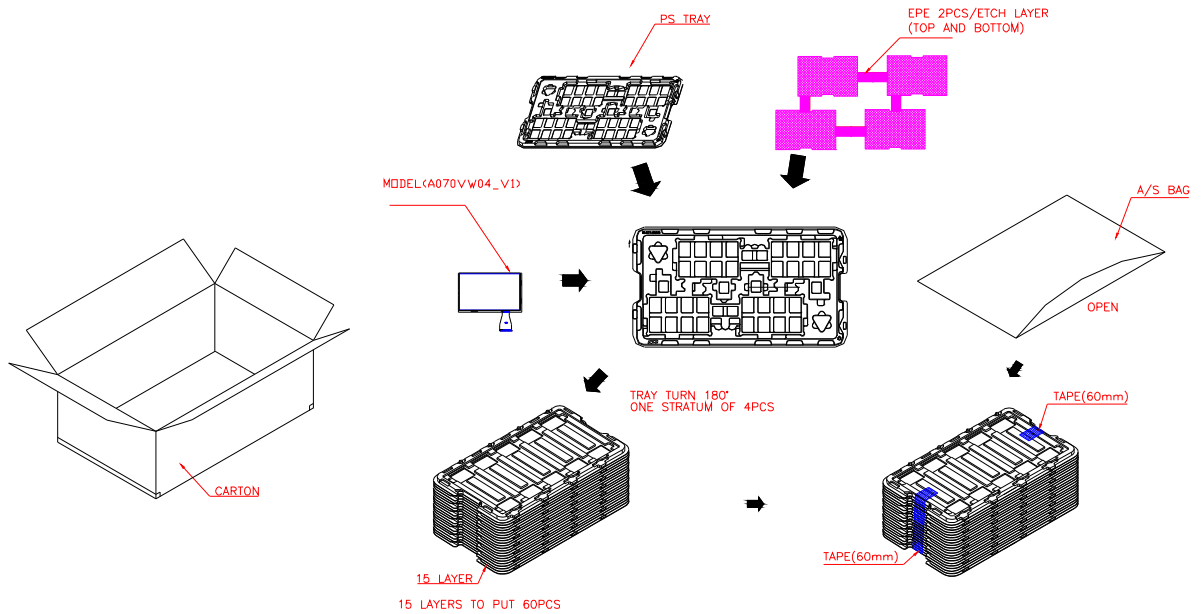 PS TRAY
EPE 2PCS/ETCH LAYER
(TOP AND BOTTOM)
MODEL(A070VW04_V1)
A/S BAG
OPEN
TRAY TURN 180°
ONE STRATUM OF 4PCS
TAPE(60mm)
CARTON
TAPE(60mm)
15 LAYER
15 LAYERS TO PUT 60PCS